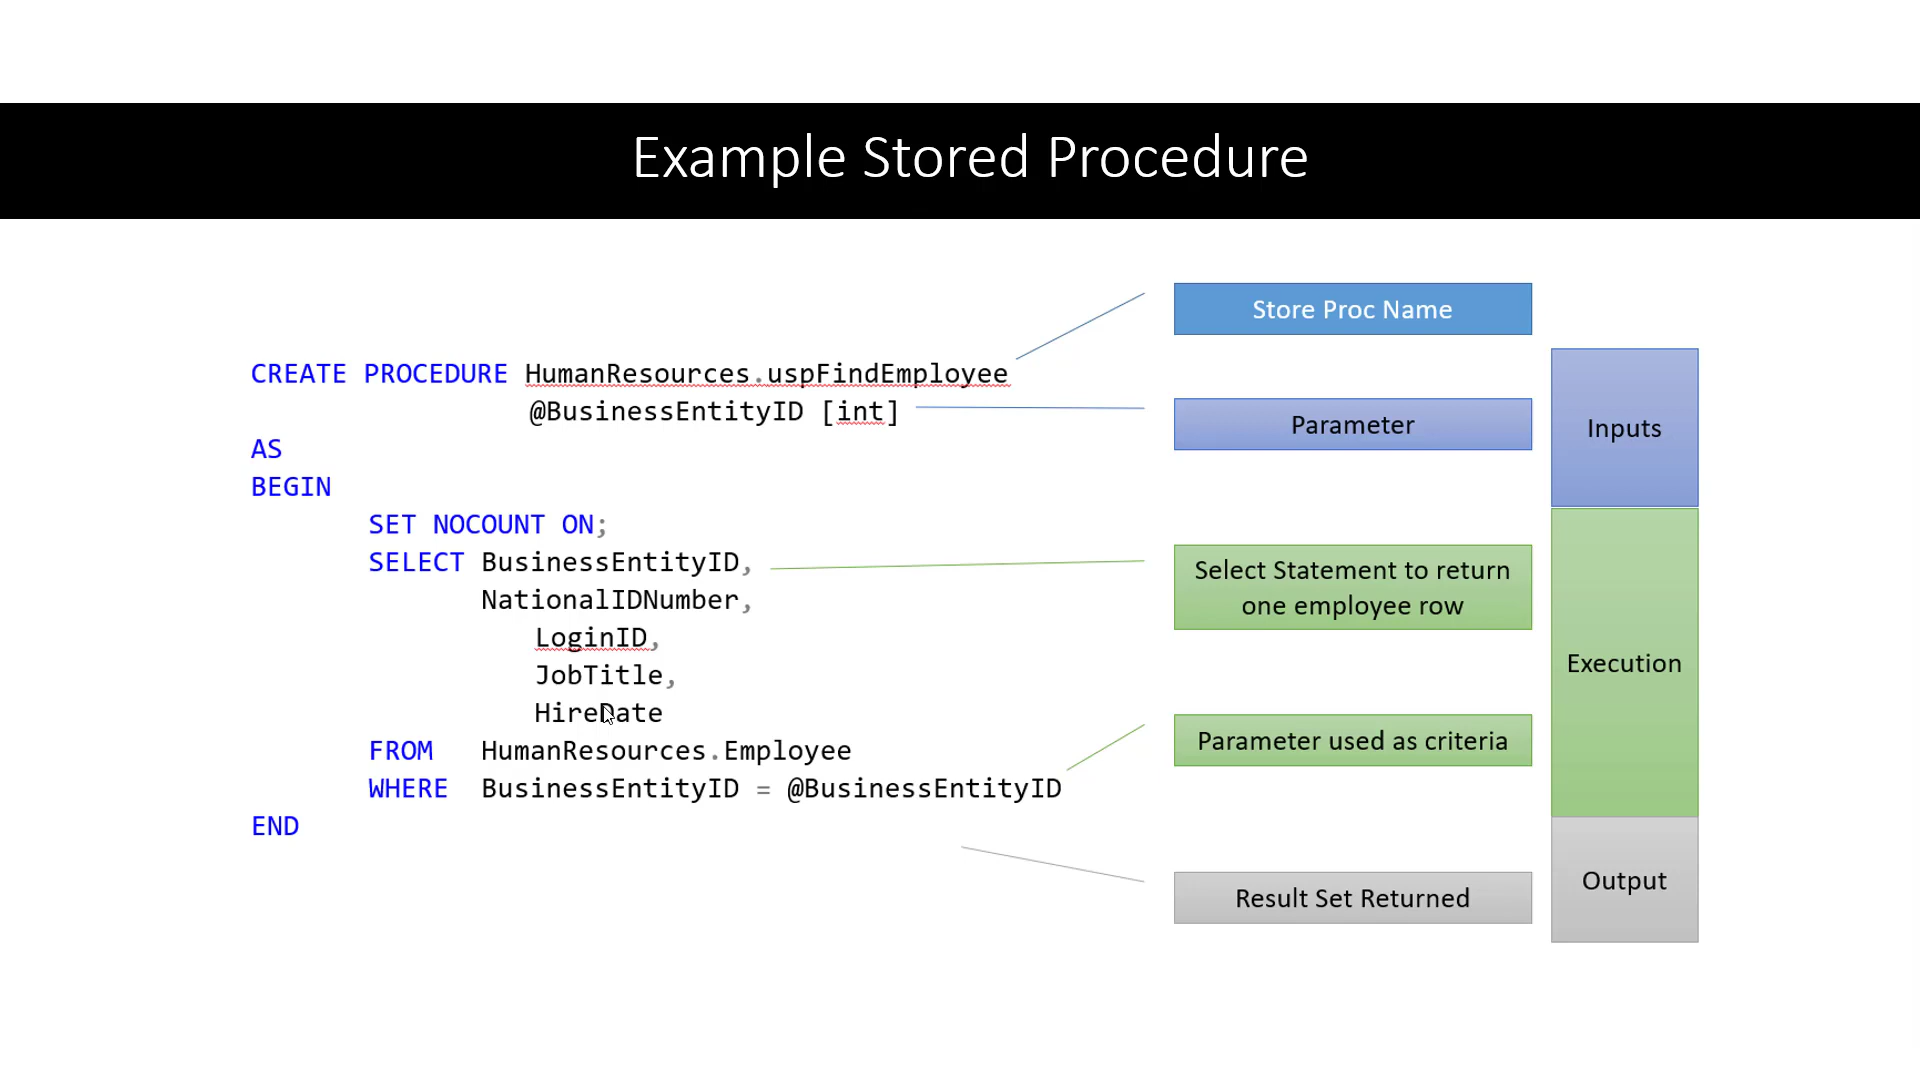 Example Stored Procedure
CREATE PROCEDURE HumanResources.uspFindEmployee
@BusinessEntityID [int]
AS
BEGIN
SET NOCOUNT ON;
SELECT BusinessEntityID,
NationalIDNumber,
LoginID,
JobTitle,
HireDate
FROM HumanResources.Employee
WHERE BusinessEntityID = @BusinessEntityID
END
Store Proc Name
Parameter
Select Statement to return
one employee row
Parameter used as criteria
Result Set Returned
Inputs
Execution
Output